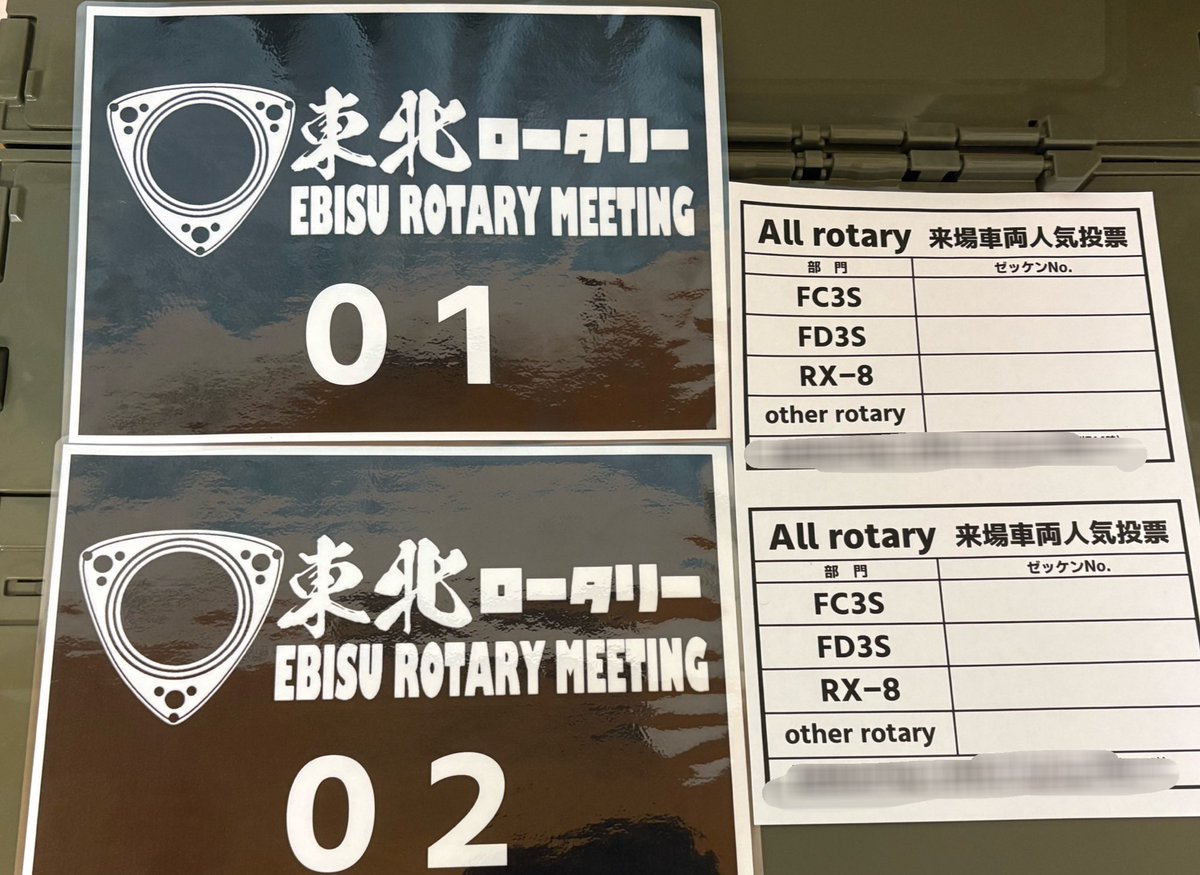 東北ロータリー
EBISU ROTARY MEETING
01
東北ロータリー
EBISU ROTARY MEETING
02
All rotary 来場車両人気投票
部 門 ゼッケンNo.
FC3S
FD3S
RX-8
other rotary
All rotary 来場車両人気投票
部 門 ゼッケンNo.
FC3S
FD3S
RX-8
other rotary